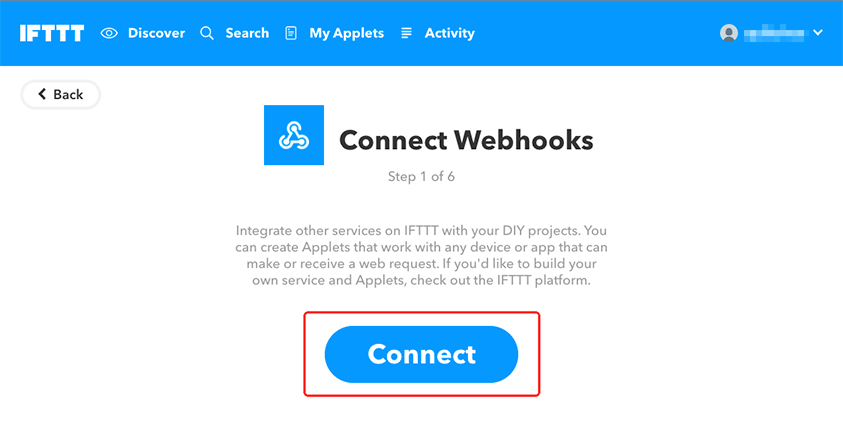 IFTTT Discover Search My Applets Activity
Back
Connect Webhooks
Step 1 of 6
Integrate other services on IFTTT with your DIY projects. You
can create Applets that work with any device or app that can
make or receive a web request. If you'd like to build your
own service and Applets, check out the IFTTT platform.
Connect